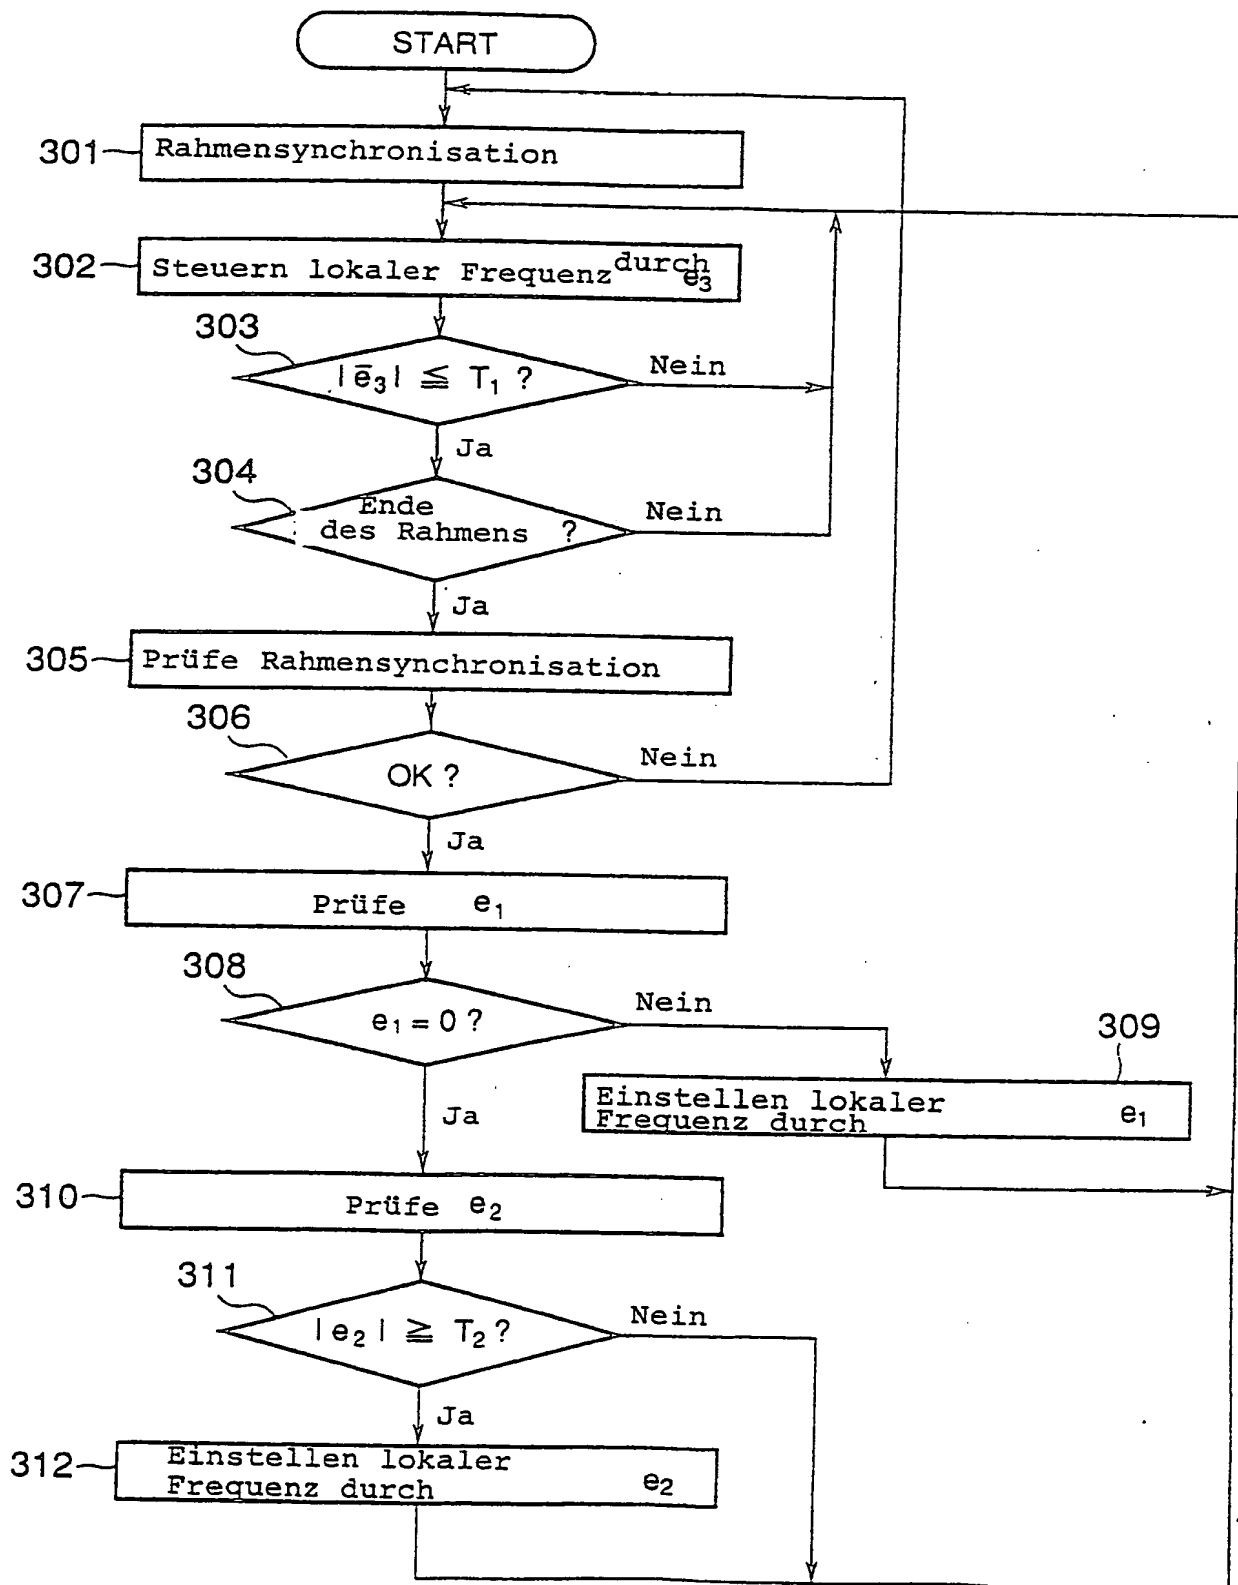 START
301
Rahmensynchronisation
302
Steuern lokaler Frequenz durch e₃
303
|e̅₃| ≦ T₁ ?
Nein
Ja
304
Ende
des Rahmens ?
Nein
Ja
305
Prüfe Rahmensynchronisation
306
OK ?
Nein
Ja
307
Prüfe e₁
308
e₁ = 0 ?
Nein
309
Einstellen lokaler
Frequenz durch e₁
Ja
310
Prüfe e₂
311
|e₂| ≧ T₂ ?
Nein
Ja
312
Einstellen lokaler
Frequenz durch e₂